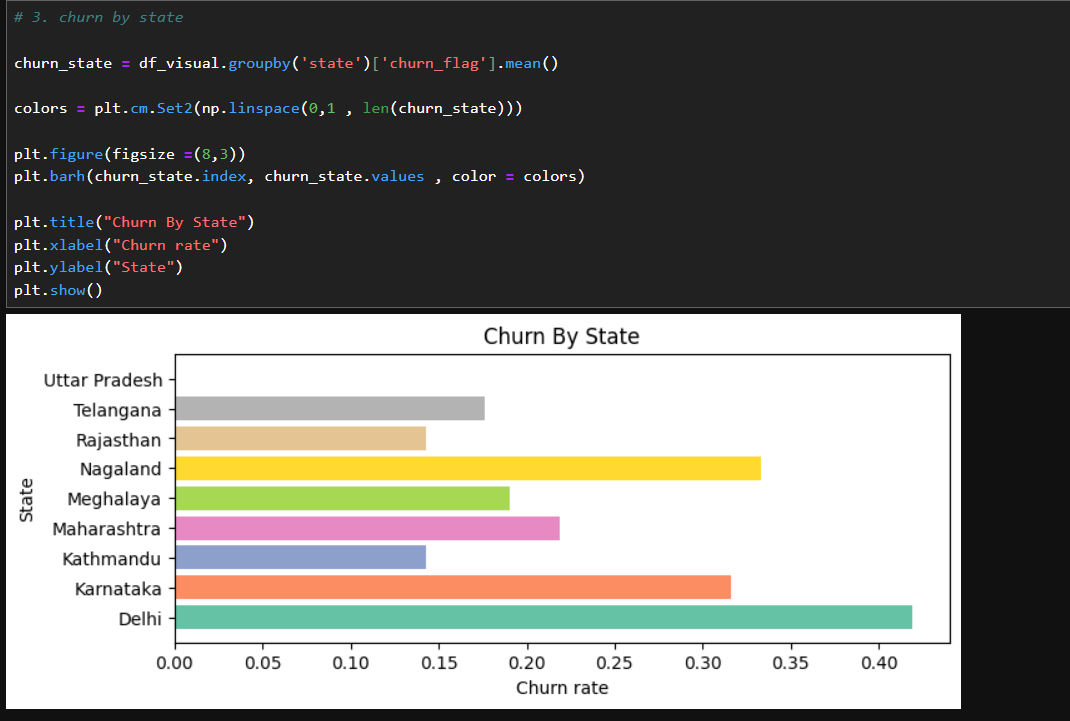 # 3. churn by state
churn_state = df_visual.groupby('state')['churn_flag'].mean()
colors = plt.cm.Set2(np.linspace(0,1 , len(churn_state)))
plt.figure(figsize =(8,3))
plt.barh(churn_state.index, churn_state.values , color = colors)
plt.title("Churn By State")
plt.xlabel("Churn rate")
plt.ylabel("State")
plt.show()
Churn By State
State
Uttar Pradesh
Telangana
Rajasthan
Nagaland
Meghalaya
Maharashtra
Kathmandu
Karnataka
Delhi
0.00 0.05 0.10 0.15 0.20 0.25 0.30 0.35 0.40
Churn rate